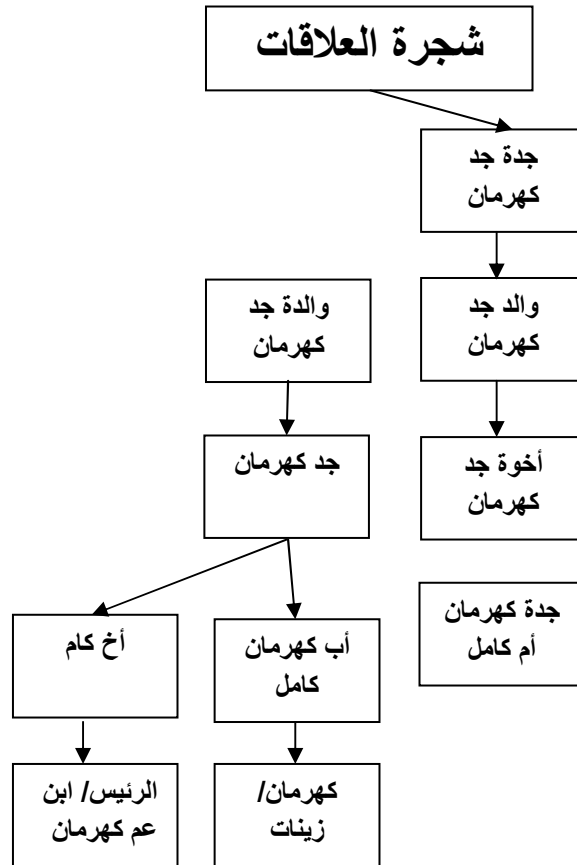 شجرة العلاقات
جدة جد
كهرمان
والد جد
كهرمان
والدة جد
كهرمان
أخوة جد
كهرمان
جد كهرمان
جدة كهرمان
أم كامل
أب كهرمان
كامل
أخ كام
كهرمان/
زينات
الرئيس/ ابن
عم كهرمان